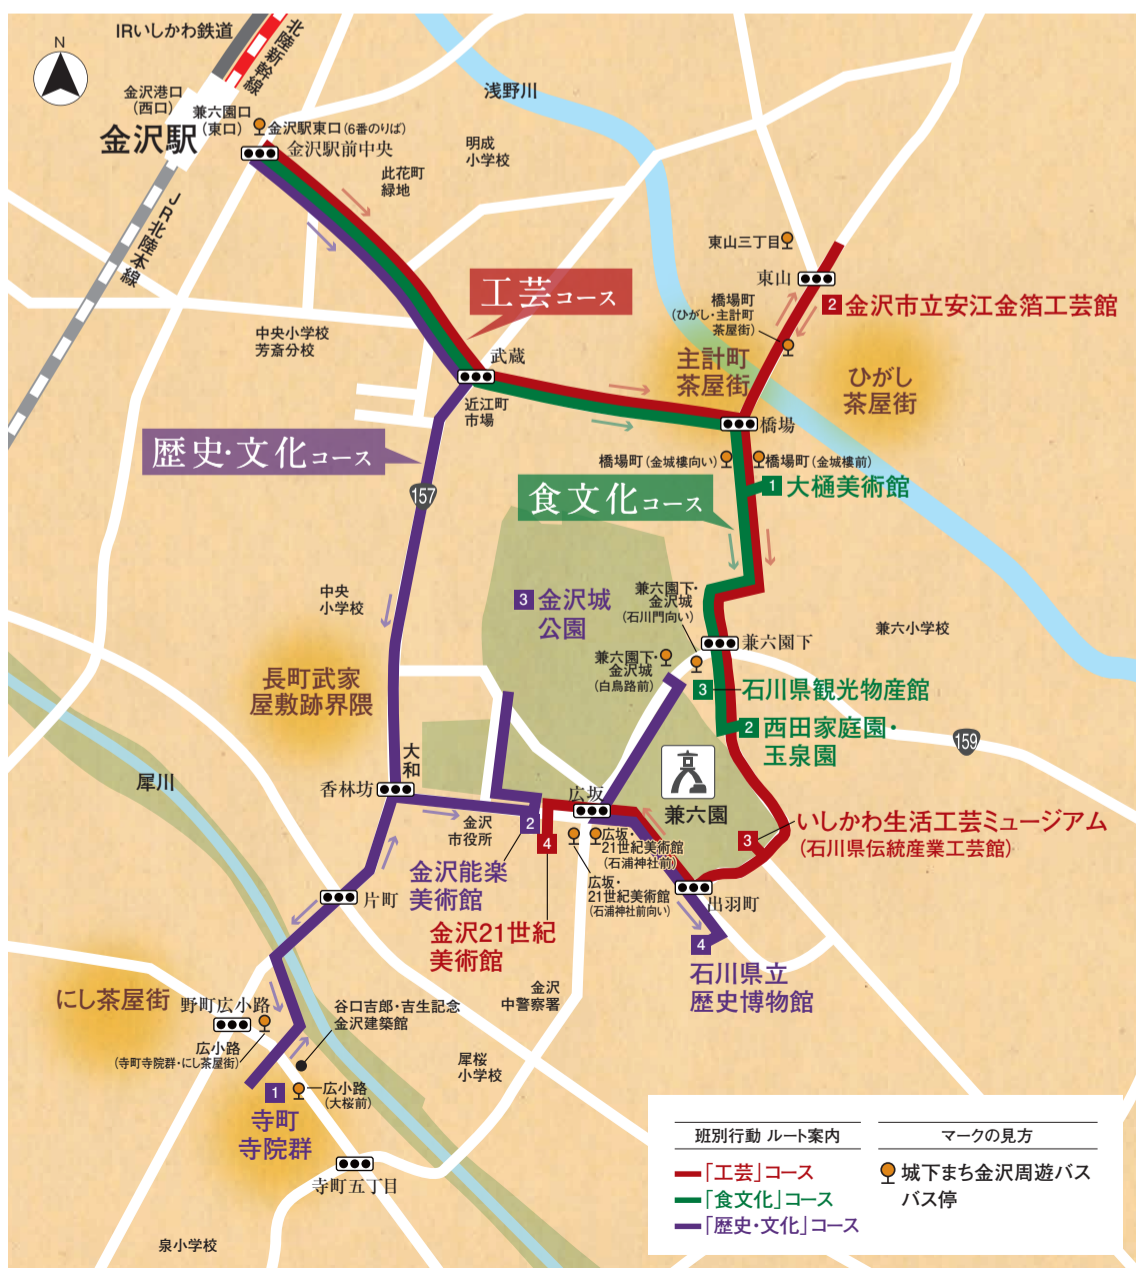 IRいしかわ鉄道
北陸新幹線
N
金沢港口
(西口)
兼六園口
(東口)
金沢駅
金沢駅東口(6番のりば)
金沢駅前中央
浅野川
明成
小学校
此花町
緑地
JR北陸本線
東山三丁目
東山
橋場町
(ひがし・主計町
茶屋街)
2 金沢市立安江金箔工芸館
工芸コース
中央小学校
芳斎分校
武蔵
主計町
茶屋街
ひがし
茶屋街
近江町
市場
橋場
歴史・文化コース
橋場町(金城樓向い)
橋場町(金城樓前)
1 大樋美術館
157
食文化コース
中央
小学校
3 金沢城
公園
兼六園下・
金沢城
(石川門向い)
兼六小学校
兼六園下
兼六園下・
金沢城
(白鳥路前)
長町武家
屋敷跡界隈
3 石川県観光物産館
2 西田家庭園・
玉泉園
159
大和
犀川
香林坊
広坂
兼六園
金沢
市役所
2
4
広坂・
21世紀美術館
(石浦神社前)
3 いしかわ生活工芸ミュージアム
(石川県伝統産業工芸館)
金沢能楽
美術館
広坂・
21世紀美術館
(石浦神社前向い)
片町
出羽町
金沢21世紀
美術館
4
石川県立
歴史博物館
にし茶屋街
野町広小路
谷口吉郎・吉生記念
金沢建築館
金沢
中警察署
広小路
(寺町寺院群・にし茶屋街)
犀桜
小学校
1
寺町
寺院群
広小路
(大桜前)
寺町五丁目
泉小学校
班別行動 ルート案内
「工芸」コース
「食文化」コース
「歴史・文化」コース
マークの見方
城下まち金沢周遊バス
バス停